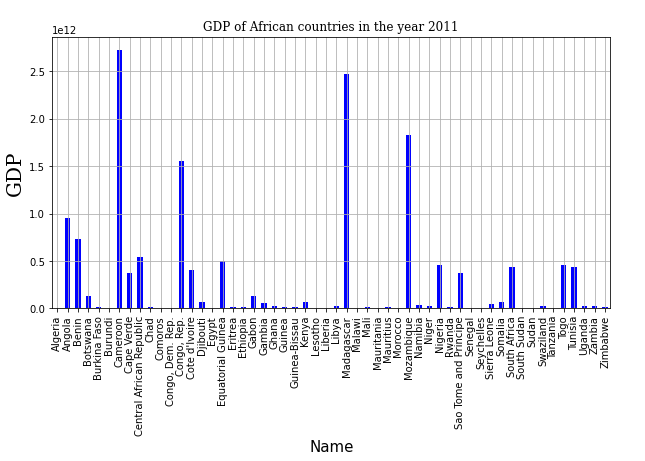 GDP of African countries in the year 2011
1e12
2.5
2.0
1.5
1.0
0.5
0.0
GDP
Algeria
Angola
Benin
Botswana
Burkina Faso
Burundi
Cameroon
Cape Verde
Central African Republic
Chad
Comoros
Congo, Dem. Rep.
Congo, Rep.
Cote d'Ivoire
Djibouti
Egypt
Equatorial Guinea
Eritrea
Ethiopia
Gabon
Gambia
Ghana
Guinea
Guinea-Bissau
Kenya
Lesotho
Liberia
Libya
Madagascar
Malawi
Mali
Mauritania
Mauritius
Morocco
Mozambique
Namibia
Niger
Nigeria
Rwanda
Sao Tome and Principe
Senegal
Seychelles
Sierra Leone
Somalia
South Africa
South Sudan
Sudan
Swaziland
Tanzania
Togo
Tunisia
Uganda
Zambia
Zimbabwe
Name